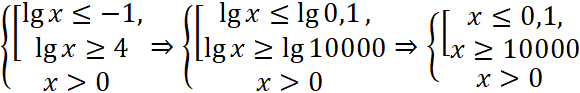 {[lg x ≤ −1, lg x ≥ 4 x > 0 ⇒ {[lg x ≤ lg 0,1 , lg x ≥ lg 10000 x > 0 ⇒ {[x ≤ 0,1, x ≥ 10000 x > 0